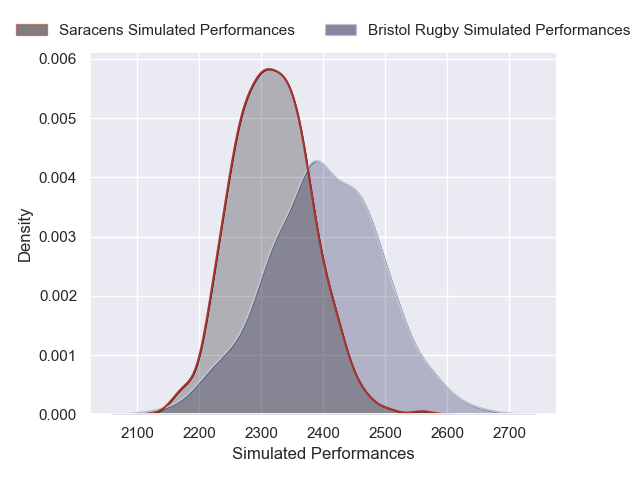 Saracens Simulated Performances
Bristol Rugby Simulated Performances
0.006
0.005
0.004
0.003
0.002
0.001
0.000
Density
2100 2200 2300 2400 2500 2600 2700
Simulated Performances